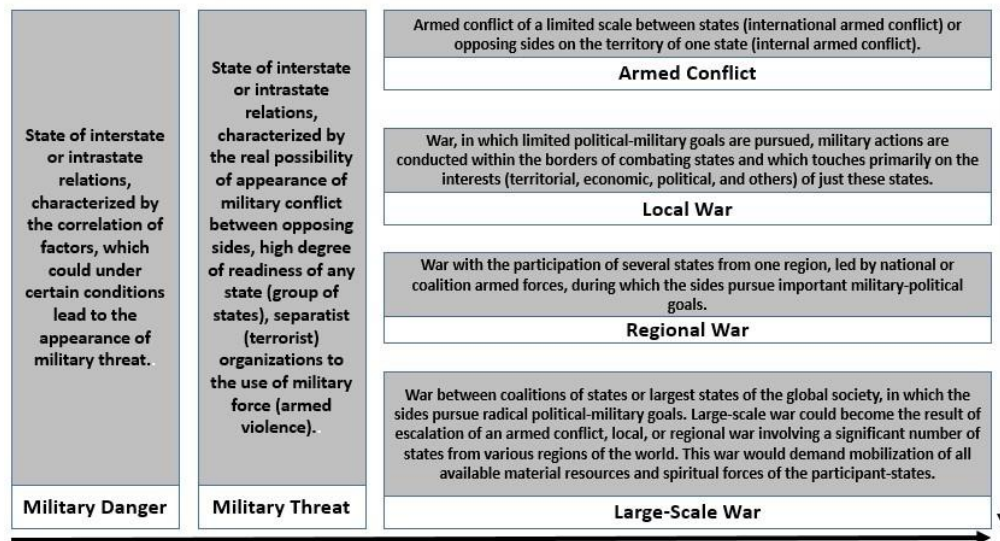 State of interstate
or intrastate
relations,
characterized by
the correlation of
factors, which
could under
certain conditions
lead to the
appearance of
military threat.
Military Danger
State of interstate
or intrastate
relations,
characterized by
the real possibility
of appearance of
military conflict
between opposing
sides, high degree
of readiness of any
state (group of
states), separatist
(terrorist)
organizations to
the use of military
force (armed
violence).
Military Threat
Armed conflict of a limited scale between states (international armed conflict) or
opposing sides on the territory of one state (internal armed conflict).
Armed Conflict
War, in which limited political-military goals are pursued, military actions are
conducted within the borders of combating states and which touches primarily on the
interests (territorial, economic, political, and others) of just these states.
Local War
War with the participation of several states from one region, led by national or
coalition armed forces, during which the sides pursue important military-political
goals.
Regional War
War between coalitions of states or largest states of the global society, in which the
sides pursue radical political-military goals. Large-scale war could become the result of
escalation of an armed conflict, local, or regional war involving a significant number of
states from various regions of the world. This war would demand mobilization of all
available material resources and spiritual forces of the participant-states.
Large-Scale War